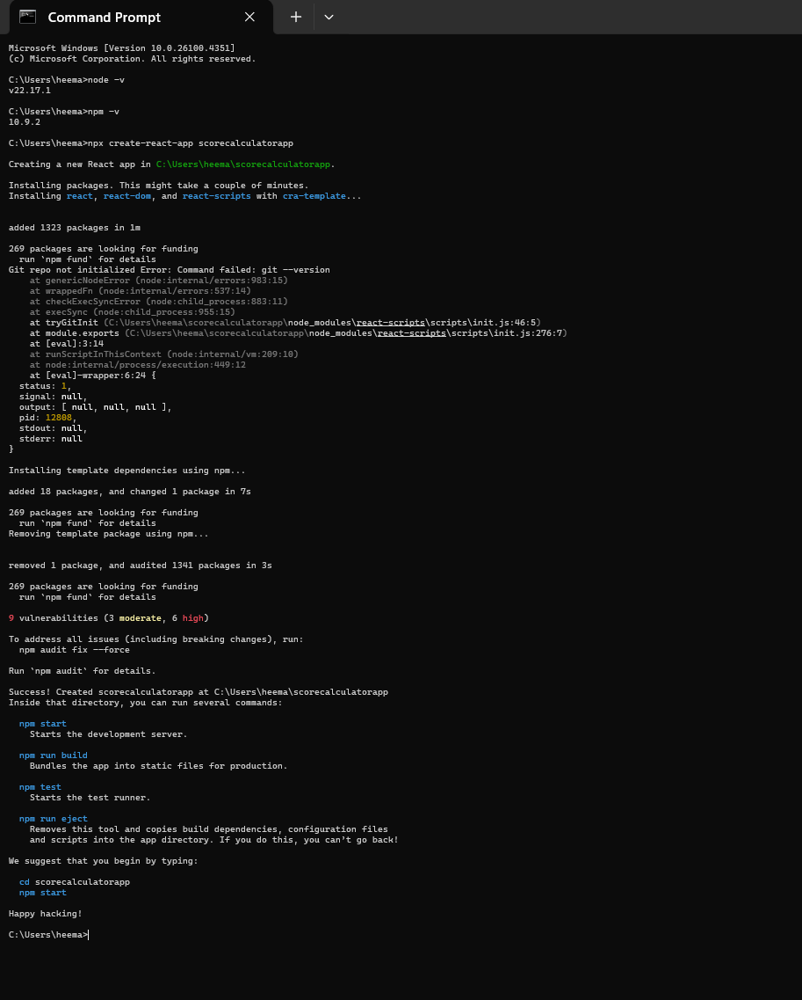 Command Prompt
Microsoft Windows [Version 10.0.26100.4351]
(c) Microsoft Corporation. All rights reserved.
C:\Users\heema>node -v
v22.17.1
C:\Users\heema>npm -v
10.9.2
C:\Users\heema>npx create-react-app scorecalculatorapp
Creating a new React app in C:\Users\heema\scorecalculatorapp.
Installing packages. This might take a couple of minutes.
Installing react, react-dom, and react-scripts with cra-template...
added 1323 packages in 1m
269 packages are looking for funding
  run `npm fund` for details
Git repo not initialized Error: Command failed: git --version
    at genericNodeError (node:internal/errors:983:15)
    at wrappedFn (node:internal/errors:537:14)
    at checkExecSyncError (node:child_process:883:11)
    at execSync (node:child_process:955:15)
    at tryGitInit (C:\Users\heema\scorecalculatorapp\node_modules\react-scripts\scripts\init.js:46:5)
    at module.exports (C:\Users\heema\scorecalculatorapp\node_modules\react-scripts\scripts\init.js:276:7)
    at [eval]:3:14
    at runScriptInThisContext (node:internal/vm:209:10)
    at node:internal/process/execution:449:12
    at [eval]-wrapper:6:24 {
  status: 1,
  signal: null,
  output: [ null, null, null ],
  pid: 12808,
  stdout: null,
  stderr: null
}
Installing template dependencies using npm...
added 18 packages, and changed 1 package in 7s
269 packages are looking for funding
  run `npm fund` for details
Removing template package using npm...
removed 1 package, and audited 1341 packages in 3s
269 packages are looking for funding
  run `npm fund` for details
9 vulnerabilities (3 moderate, 6 high)
To address all issues (including breaking changes), run:
  npm audit fix --force
Run `npm audit` for details.
Success! Created scorecalculatorapp at C:\Users\heema\scorecalculatorapp
Inside that directory, you can run several commands:
  npm start
    Starts the development server.
  npm run build
    Bundles the app into static files for production.
  npm test
    Starts the test runner.
  npm run eject
    Removes this tool and copies build dependencies, configuration files
    and scripts into the app directory. If you do this, you can't go back!
We suggest that you begin by typing:
  cd scorecalculatorapp
  npm start
Happy hacking!
C:\Users\heema>